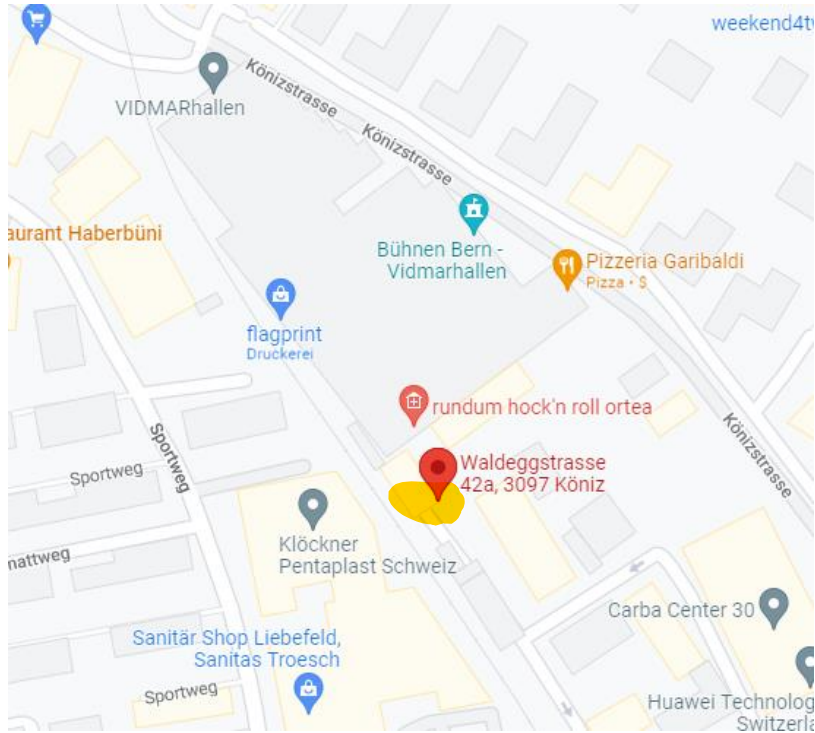 weekend4tw
Königstrasse
VIDMARhallen
Könizstrasse
Bühnen Bern -
Vidmarhallen
Pizzeria Garibaldi
Pizza • $
aurant Haberbüni
flagprint
Druckerei
rundum hock'n roll ortea
Könizstrasse
Sportweg
Sportweg
Waldeggstrasse
42a, 3097 Köniz
Klöckner
Pentaplast Schweiz
nattweg
Carba Center 30
Sanitär Shop Liebefeld,
Sanitas Troesch
Sportweg
Huawei Technolog
Switzerla